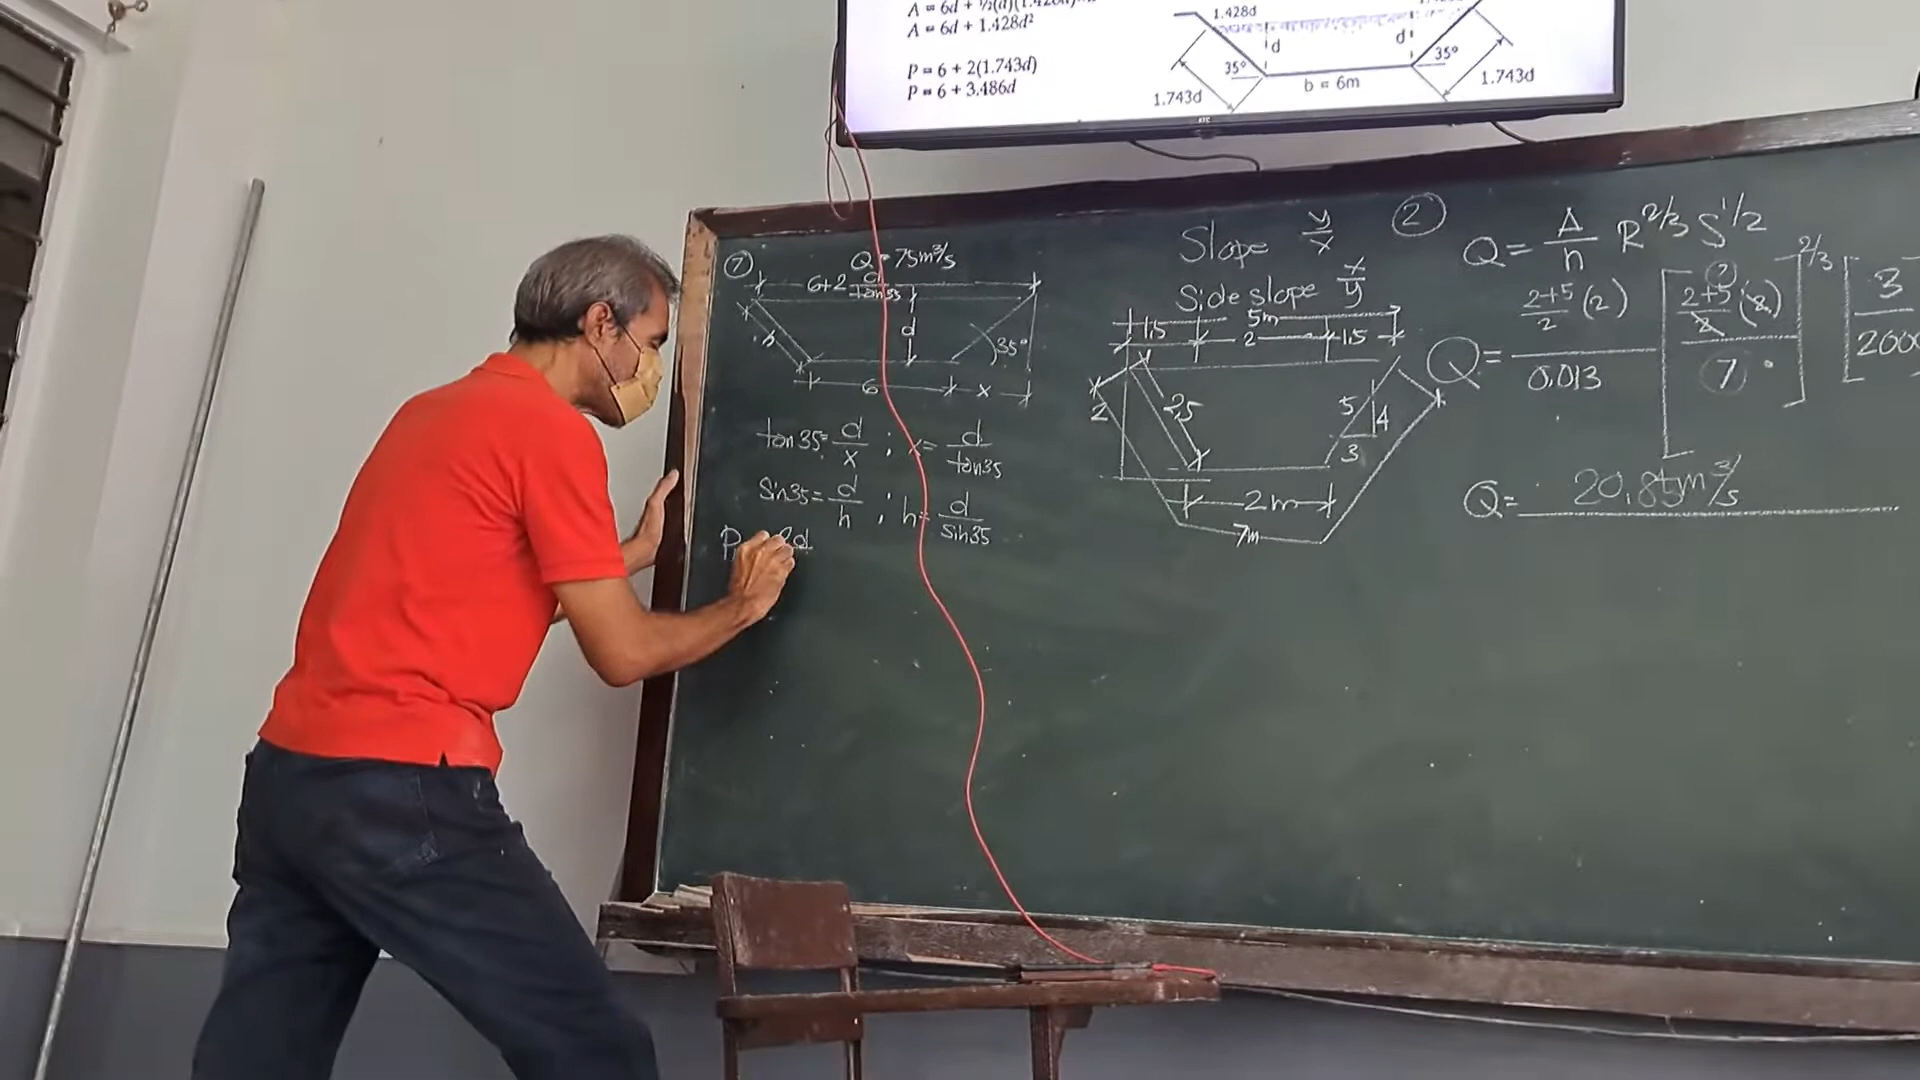 A = 6d + ½(d)(1.428d)
A = 6d + 1.428d²
P = 6 + 2(1.743d)
P = 6 + 3.486d
1.428d
d
d
35°
35°
b = 6m
1.743d
1.743d
KTC
7
Q = 75m³/s
6+2 d/tan35
d
h
35°
6
x
tan35 = d/x ; x = d/tan35
Sin35 = d/h ; h = d/sin35
P
2d
Slope y/x
Side slope x/y
5m
1.5
2
1.5
2
2.5
5
4
3
2m
7m
2
Q = A/n R^2/3 S^1/2
Q = 2+5/2 (2) / 0.013 [ 2+5/2 (2) / 7 ]^2/3 [ 3 / 2000
Q = 20.85m³/s